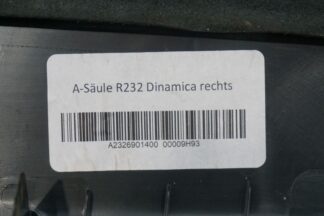 A-Säule R232 Dinamica rechts
A2326901400 00009H93